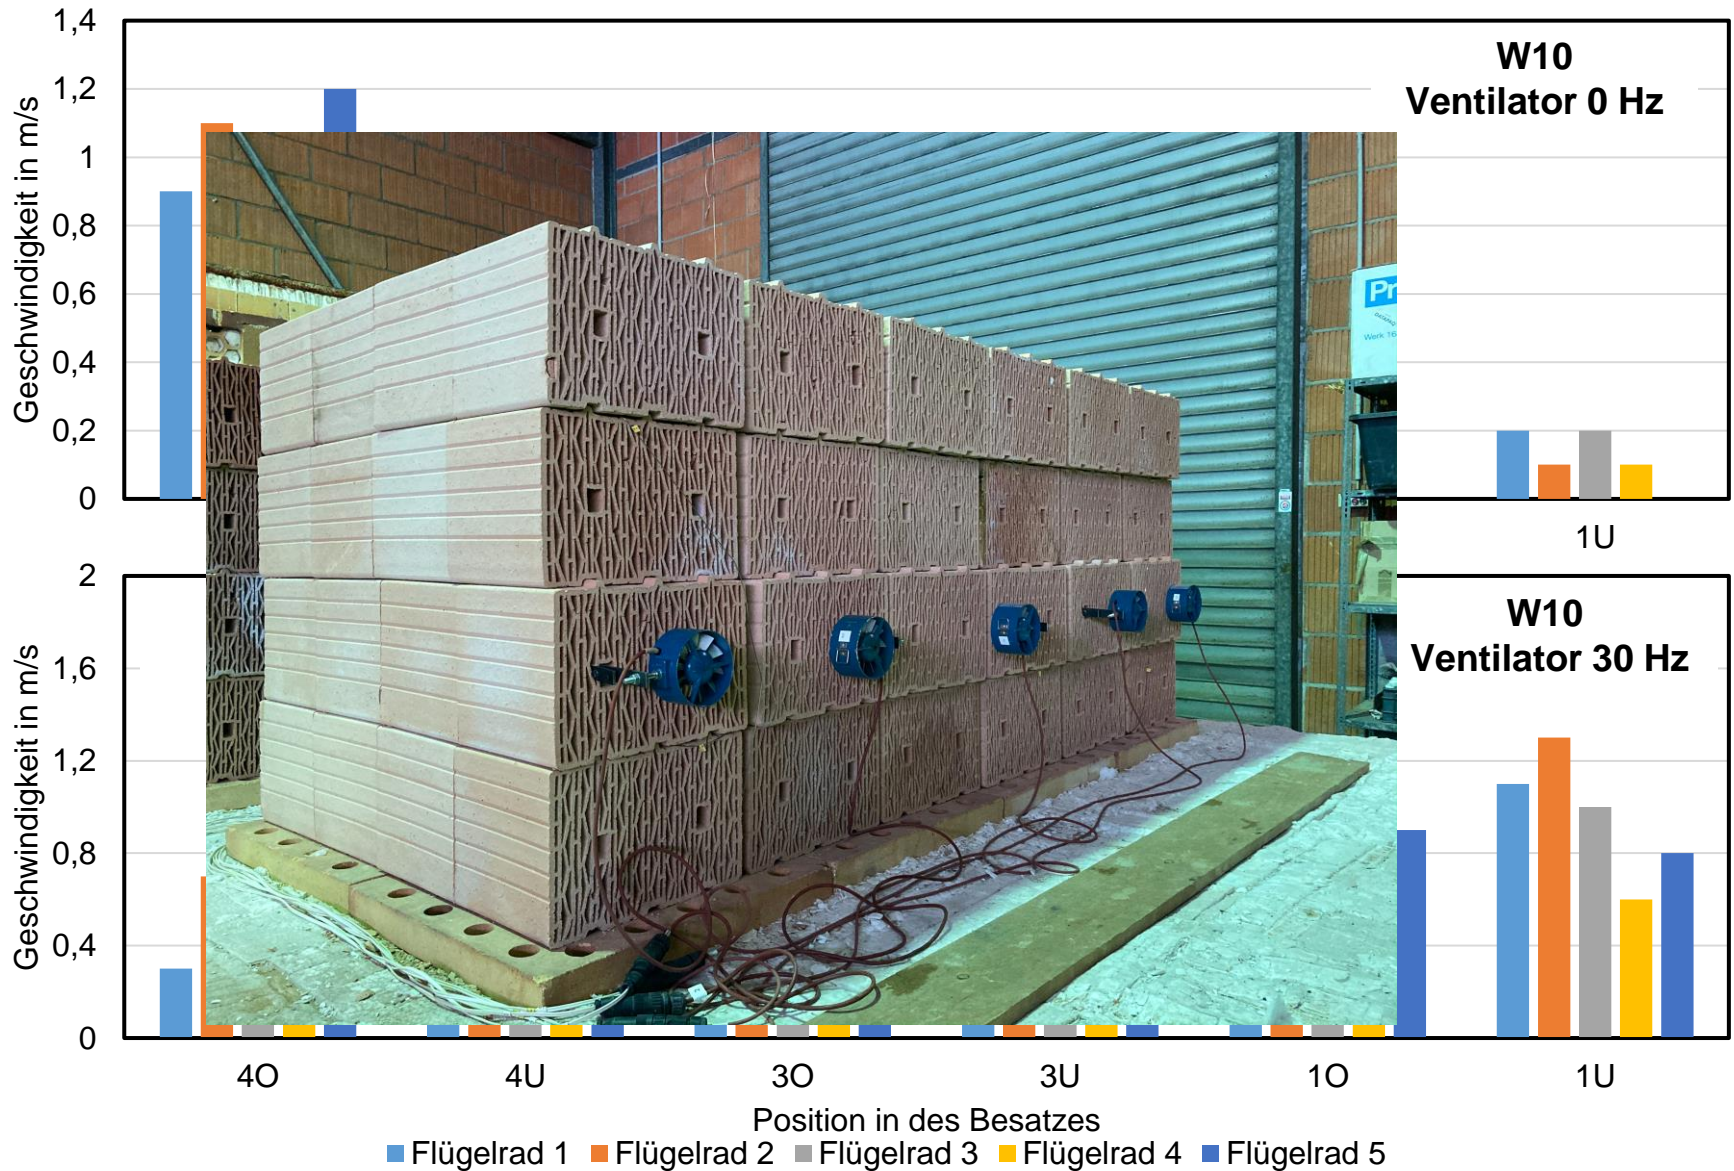 1,4
1,2
1
0,8
0,6
0,4
0,2
0
Geschwindigkeit in m/s
W10
Ventilator 0 Hz
Pr
Werk 16
1U
2
1,6
1,2
0,8
0,4
0
Geschwindigkeit in m/s
W10
Ventilator 30 Hz
4O 4U 3O 3U 1O 1U
Position in des Besatzes
Flügelrad 1 Flügelrad 2 Flügelrad 3 Flügelrad 4 Flügelrad 5